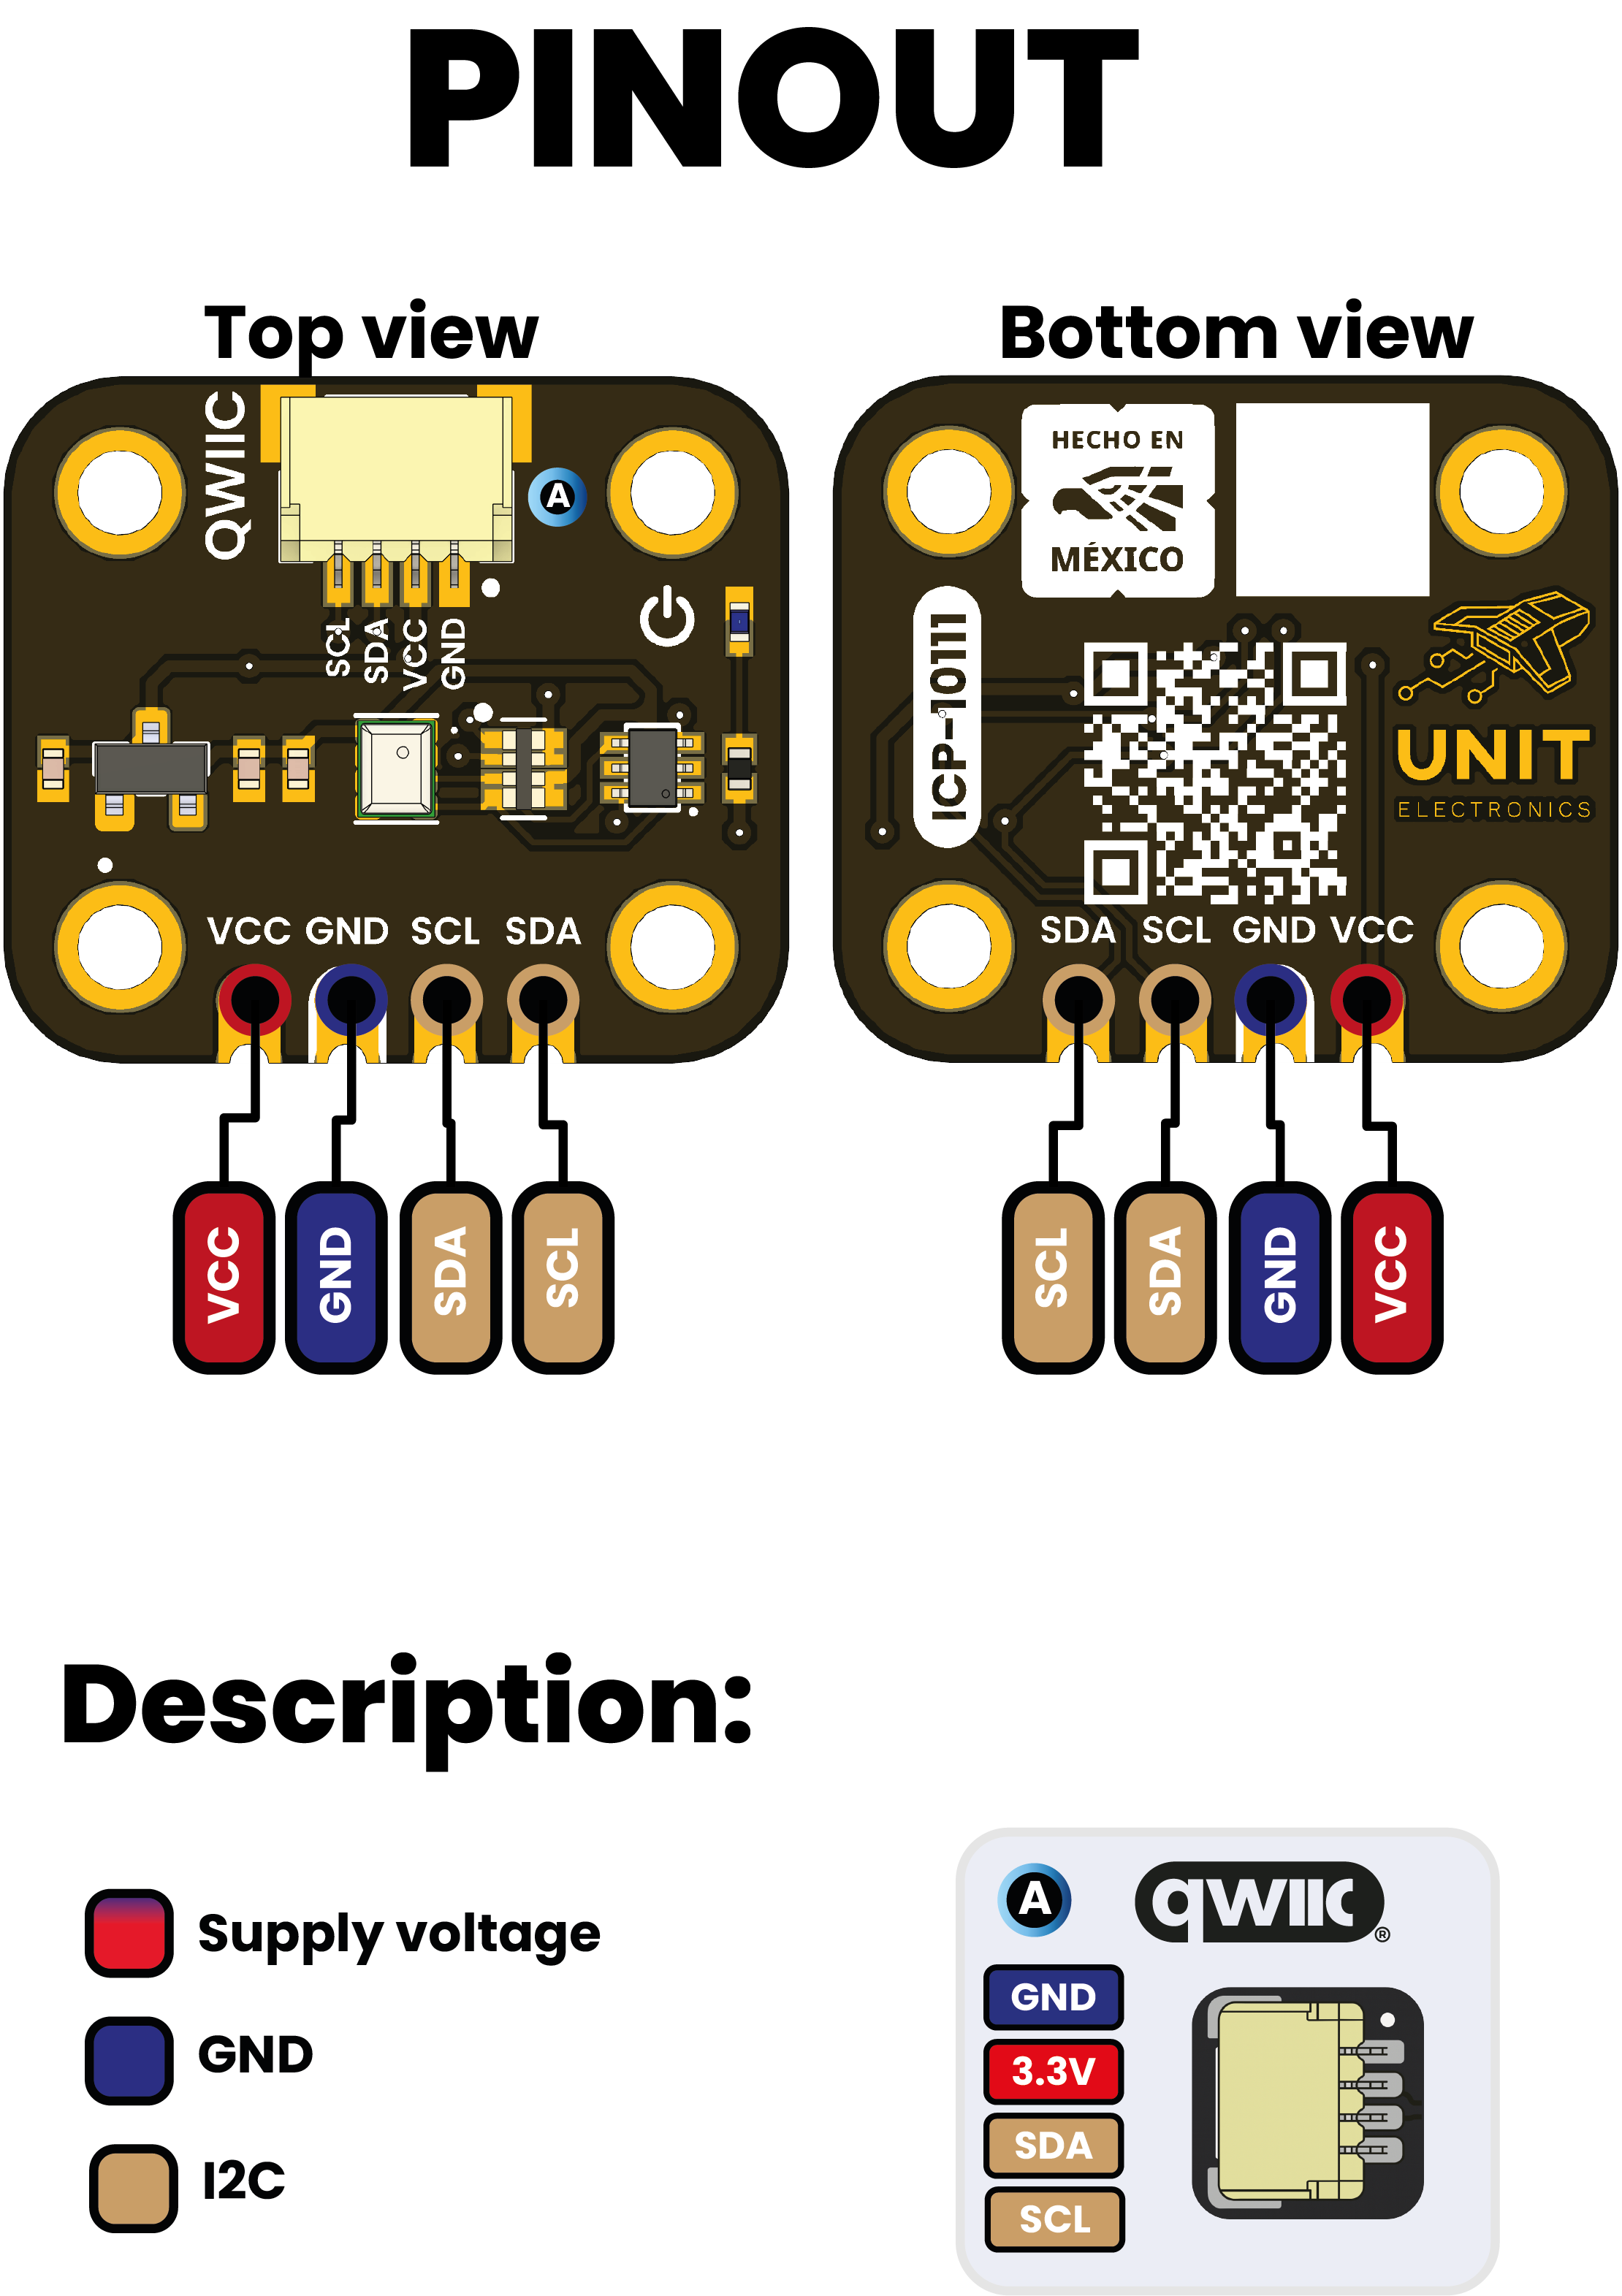 PINOUT
Top view
Bottom view
QWIIC
A
SCL
SDA
VCC
GND
VCC GND SCL SDA
VCC
GND
SDA
SCL
HECHO EN
MÉXICO
ICP-10111
UNIT
ELECTRONICS
SDA SCL GND VCC
SCL
SDA
GND
VCC
Description:
Supply voltage
GND
I2C
A
qwiic®
GND
3.3V
SDA
SCL